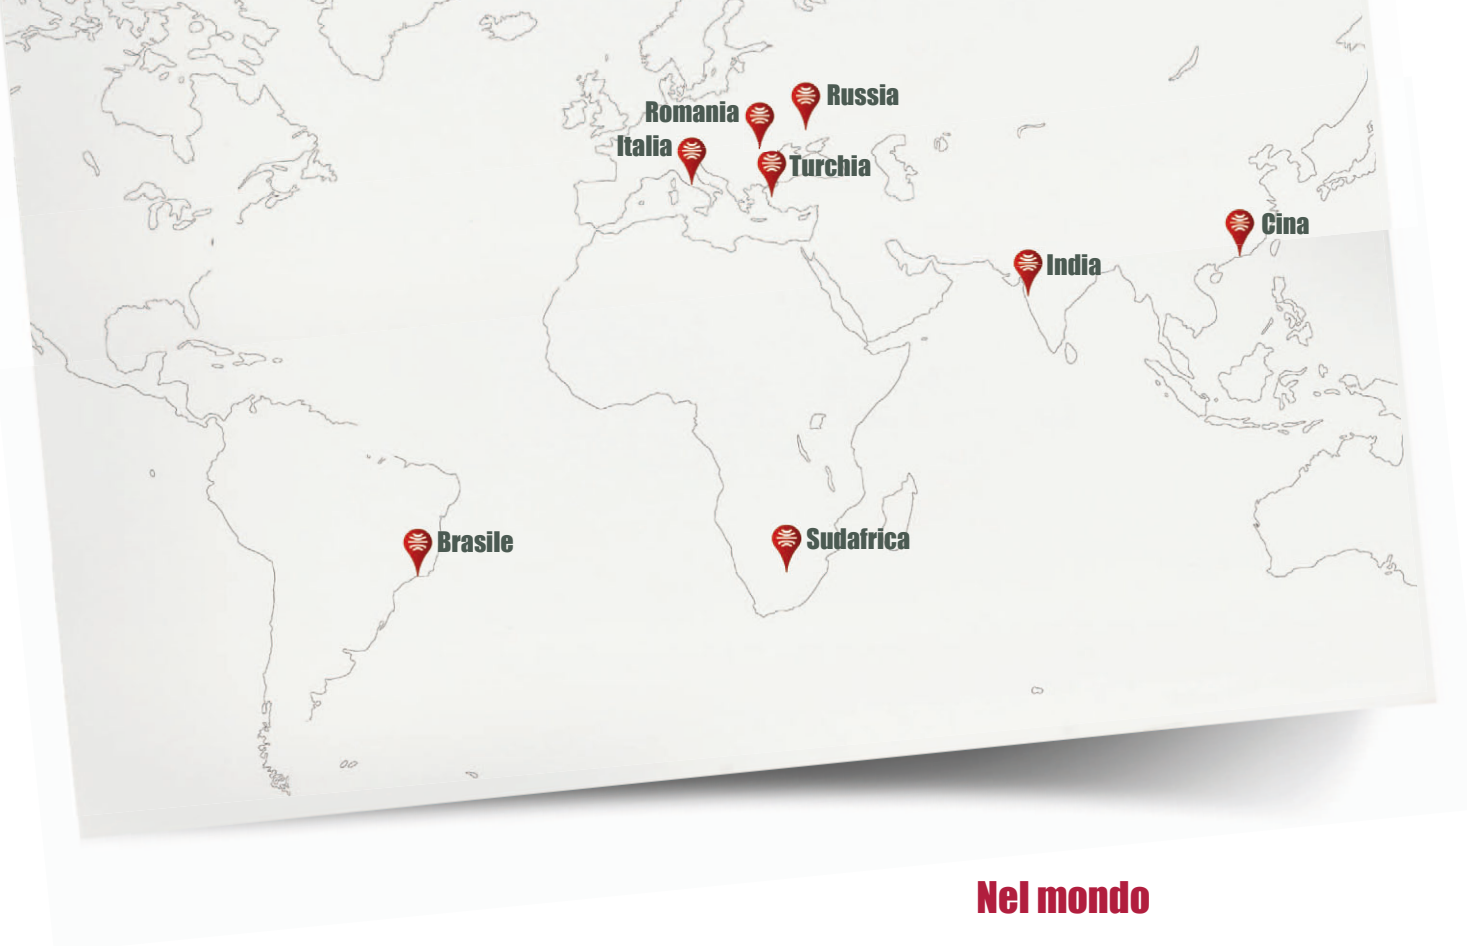 Russia
Romania
Italia
Turchia
Cina
India
Brasile
Sudafrica
Nel mondo